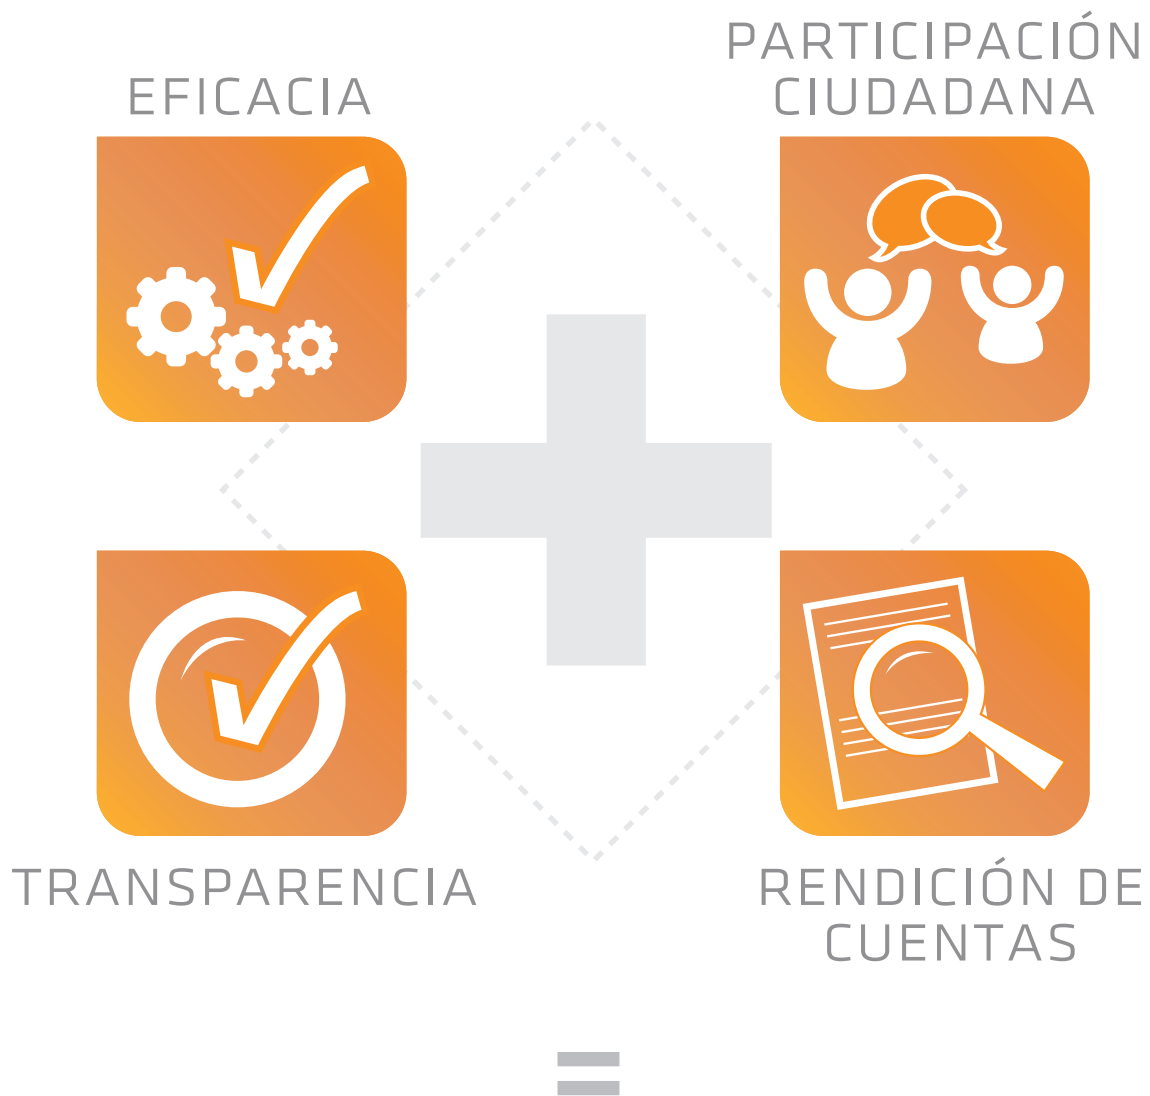 EFICACIA
PARTICIPACIÓN
CIUDADANA
TRANSPARENCIA
RENDICIÓN DE
CUENTAS
=